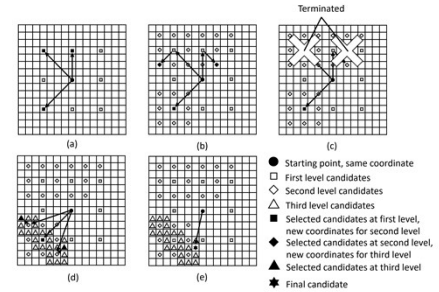 Terminated
(a)
(b)
(c)
(d)
(e)
Starting point, same coordinate
First level candidates
Second level candidates
Third level candidates
Selected candidates at first level,
new coordinates for second level
Selected candidates at second level,
new coordinates for third level
Selected candidates at third level
Final candidate